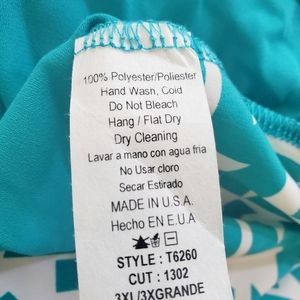 100% Polyester/Poliester
Hand Wash, Cold
Do Not Bleach
Hang / Flat Dry
Dry Cleaning
Lavar a mano con agua fria
No Usar cloro
Secar Estirado
MADE IN U.S.A.
Hecho EN E.U.A
STYLE : T6260
CUT : 1302
3XL/3XGRANDE